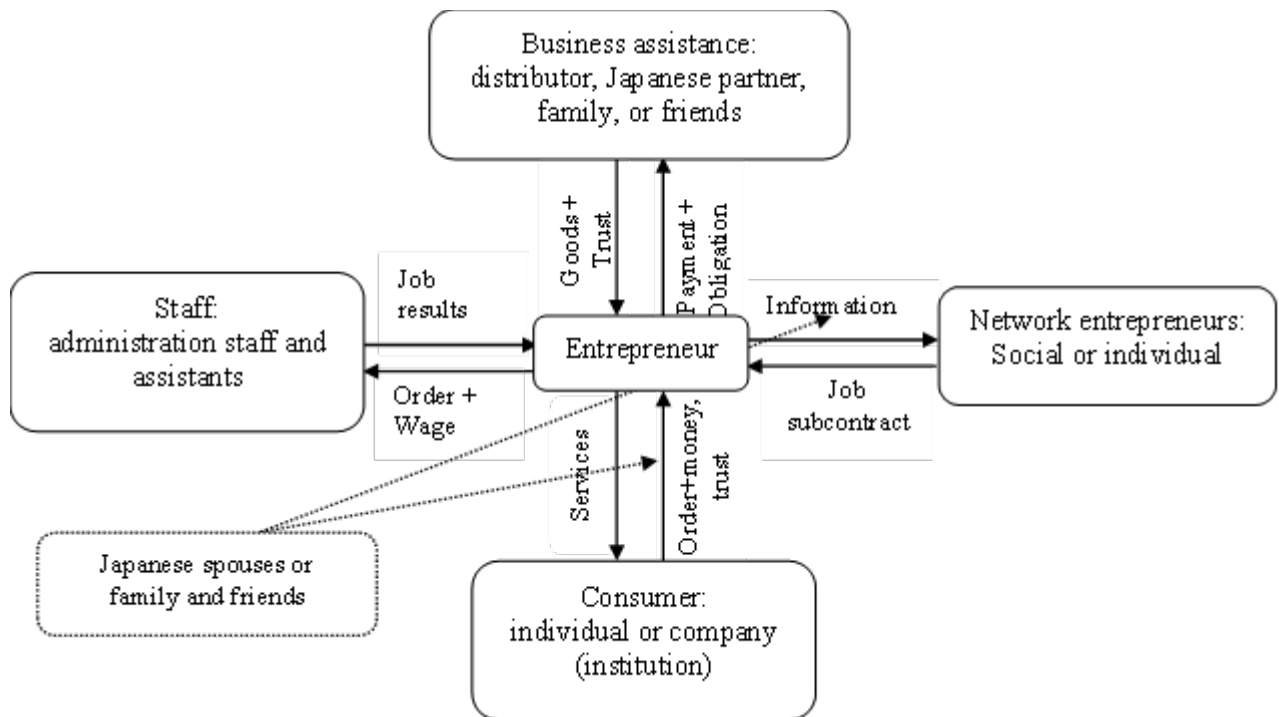 Business assistance:
distributor, Japanese partner,
family, or friends
Goods +
Trust
Payment +
Obligation
Job
results
Information
Staff:
administration staff and
assistants
Entrepreneur
Network entrepreneurs:
Social or individual
Order +
Wage
Job
subcontract
Services
Order+money,
trust
Japanese spouses or
family and friends
Consumer:
individual or company
(institution)